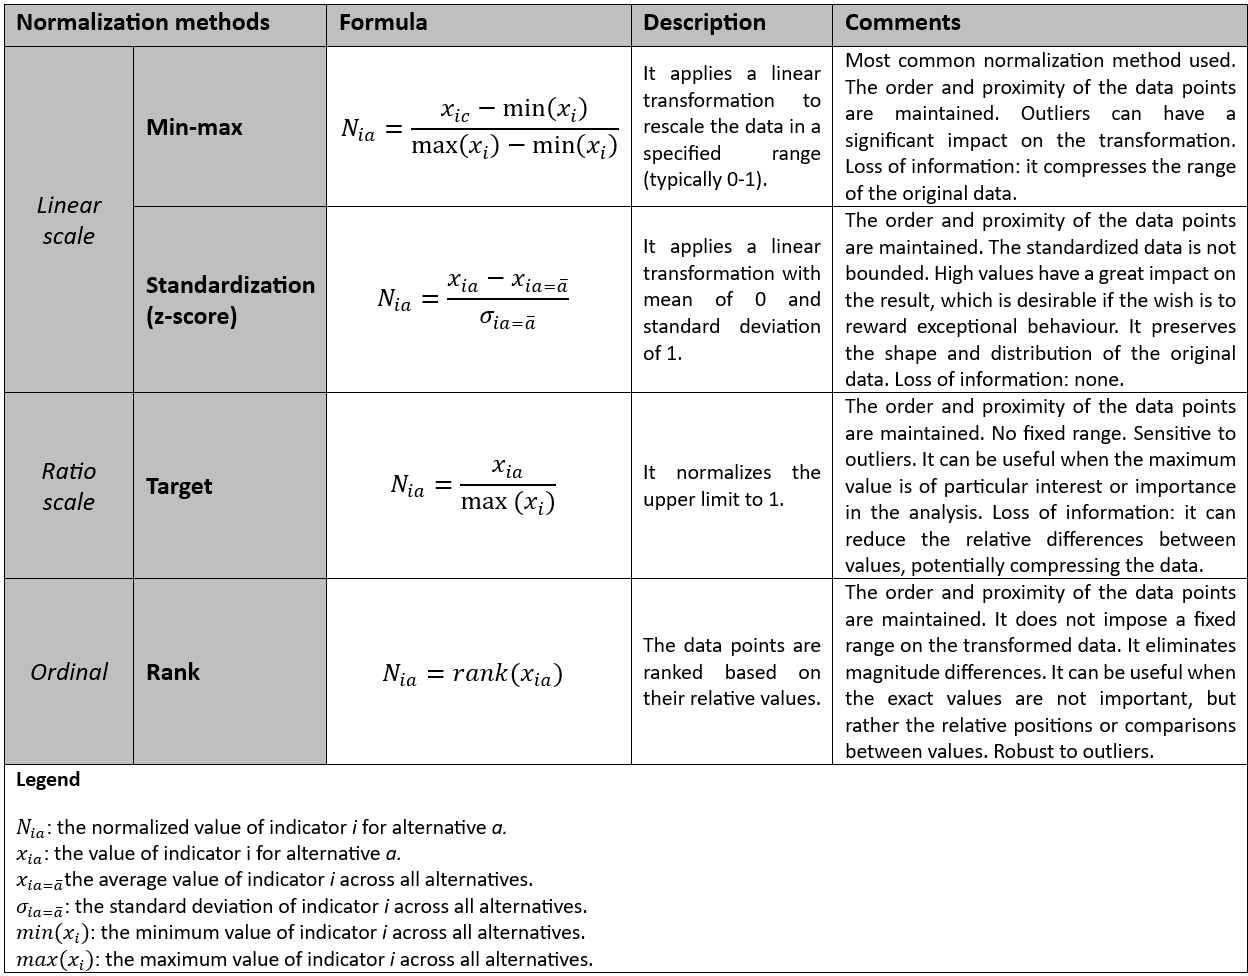 Normalization methods Formula Description Comments
Linear scale
Min-max
N_{ia} = \frac{x_{ic} − min(x_i)}{max(x_i) − min(x_i)}
It applies a linear
transformation to
rescale the data in a
specified range
(typically 0-1).
Most common normalization method used.
The order and proximity of the data points
are maintained. Outliers can have a
significant impact on the transformation.
Loss of information: it compresses the range
of the original data.
Standardization
(z-score)
N_{ia} = \frac{x_{ia} − x_{ia=ā}}{σ_{ia=ā}}
It applies a linear
transformation with
mean of 0 and
standard deviation
of 1.
The order and proximity of the data points
are maintained. The standardized data is not
bounded. High values have a great impact on
the result, which is desirable if the wish is to
reward exceptional behaviour. It preserves
the shape and distribution of the original
data. Loss of information: none.
Ratio
scale
Target
N_{ia} = \frac{x_{ia}}{max (x_i)}
It normalizes the
upper limit to 1.
The order and proximity of the data points
are maintained. No fixed range. Sensitive to
outliers. It can be useful when the maximum
value is of particular interest or importance
in the analysis. Loss of information: it can
reduce the relative differences between
values, potentially compressing the data.
Ordinal
Rank
N_{ia} = rank(x_{ia})
The data points are
ranked based on
their relative values.
The order and proximity of the data points
are maintained. It does not impose a fixed
range on the transformed data. It eliminates
magnitude differences. It can be useful when
the exact values are not important, but
rather the relative positions or comparisons
between values. Robust to outliers.
Legend
N_{ia}: the normalized value of indicator i for alternative a.
x_{ia}: the value of indicator i for alternative a.
x_{ia=ā}the average value of indicator i across all alternatives.
σ_{ia=ā}: the standard deviation of indicator i across all alternatives.
min(x_i): the minimum value of indicator i across all alternatives.
max(x_i): the maximum value of indicator i across all alternatives.